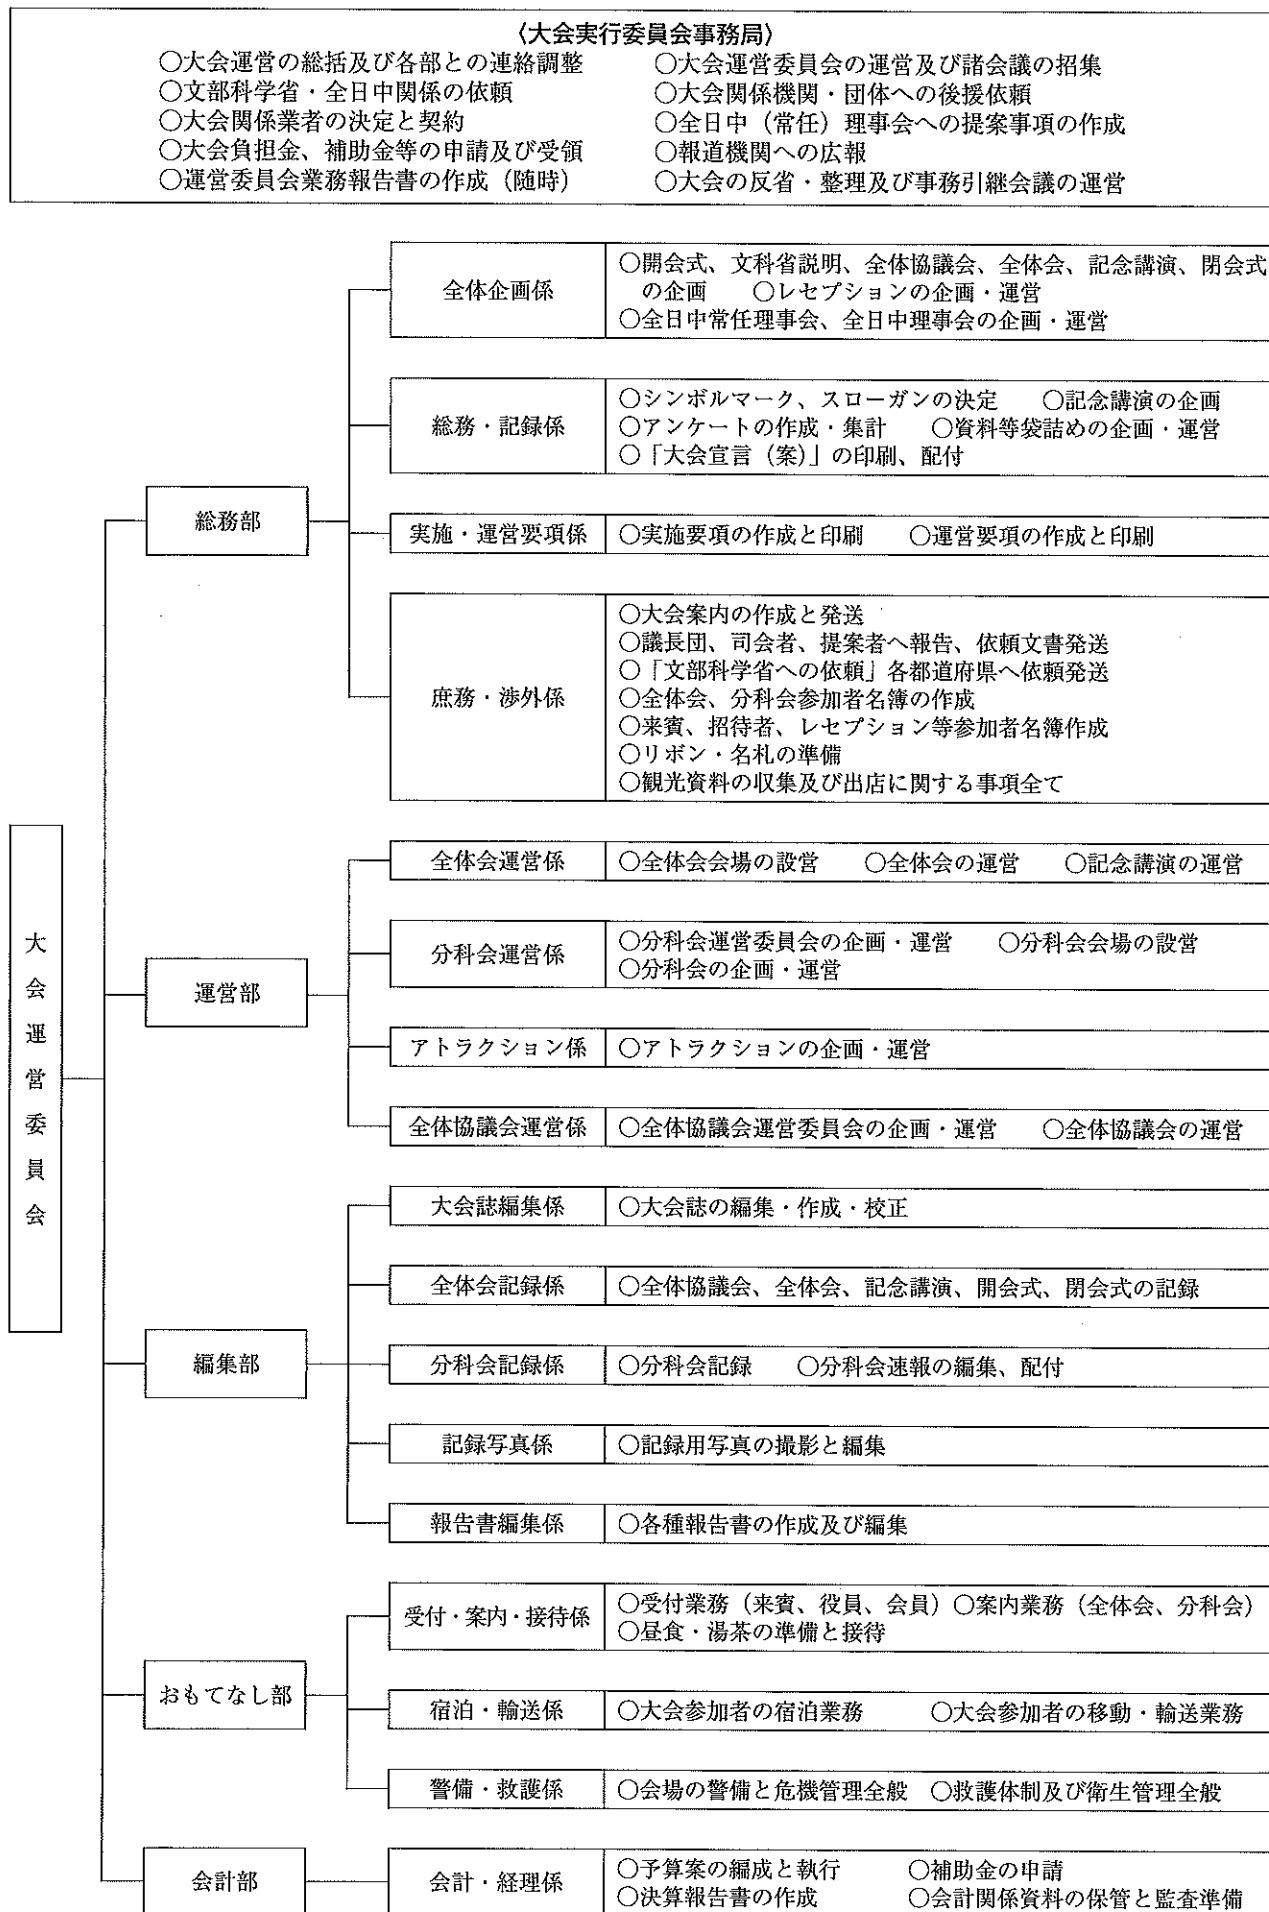 〈大会実行委員会事務局〉
○大会運営の総括及び各部との連絡調整　○大会運営委員会の運営及び諸会議の招集
○文部科学省・全日中関係の依頼　○大会関係機関・団体への後援依頼
○大会関係業者の決定と契約　○全日中（常任）理事会への提案事項の作成
○大会負担金、補助金等の申請及び受領　○報道機関への広報
○運営委員会業務報告書の作成（随時）　○大会の反省・整理及び事務引継会議の運営
大会運営委員会
総務部
全体企画係
○開会式、文科省説明、全体協議会、全体会、記念講演、閉会式
の企画　○レセプションの企画・運営
○全日中常任理事会、全日中理事会の企画・運営
総務・記録係
○シンボルマーク、スローガンの決定　○記念講演の企画
○アンケートの作成・集計　○資料等袋詰めの企画・運営
○「大会宣言（案）」の印刷、配付
実施・運営要項係
○実施要項の作成と印刷　○運営要項の作成と印刷
庶務・渉外係
○大会案内の作成と発送
○議長団、司会者、提案者へ報告、依頼文書発送
○「文部科学省への依頼」各都道府県へ依頼発送
○全体会、分科会参加者名簿の作成
○来賓、招待者、レセプション等参加者名簿作成
○リボン・名札の準備
○観光資料の収集及び出店に関する事項全て
運営部
全体会運営係
○全体会会場の設営　○全体会の運営　○記念講演の運営
分科会運営係
○分科会運営委員会の企画・運営　○分科会会場の設営
○分科会の企画・運営
アトラクション係
○アトラクションの企画・運営
全体協議会運営係
○全体協議会運営委員会の企画・運営　○全体協議会の運営
編集部
大会誌編集係
○大会誌の編集・作成・校正
全体会記録係
○全体協議会、全体会、記念講演、開会式、閉会式の記録
分科会記録係
○分科会記録　○分科会速報の編集、配付
記録写真係
○記録用写真の撮影と編集
報告書編集係
○各種報告書の作成及び編集
おもてなし部
受付・案内・接待係
○受付業務（来賓、役員、会員）○案内業務（全体会、分科会）
○昼食・湯茶の準備と接待
宿泊・輸送係
○大会参加者の宿泊業務　○大会参加者の移動・輸送業務
警備・救護係
○会場の警備と危機管理全般　○救護体制及び衛生管理全般
会計部
会計・経理係
○予算案の編成と執行　○補助金の申請
○決算報告書の作成　○会計関係資料の保管と監査準備